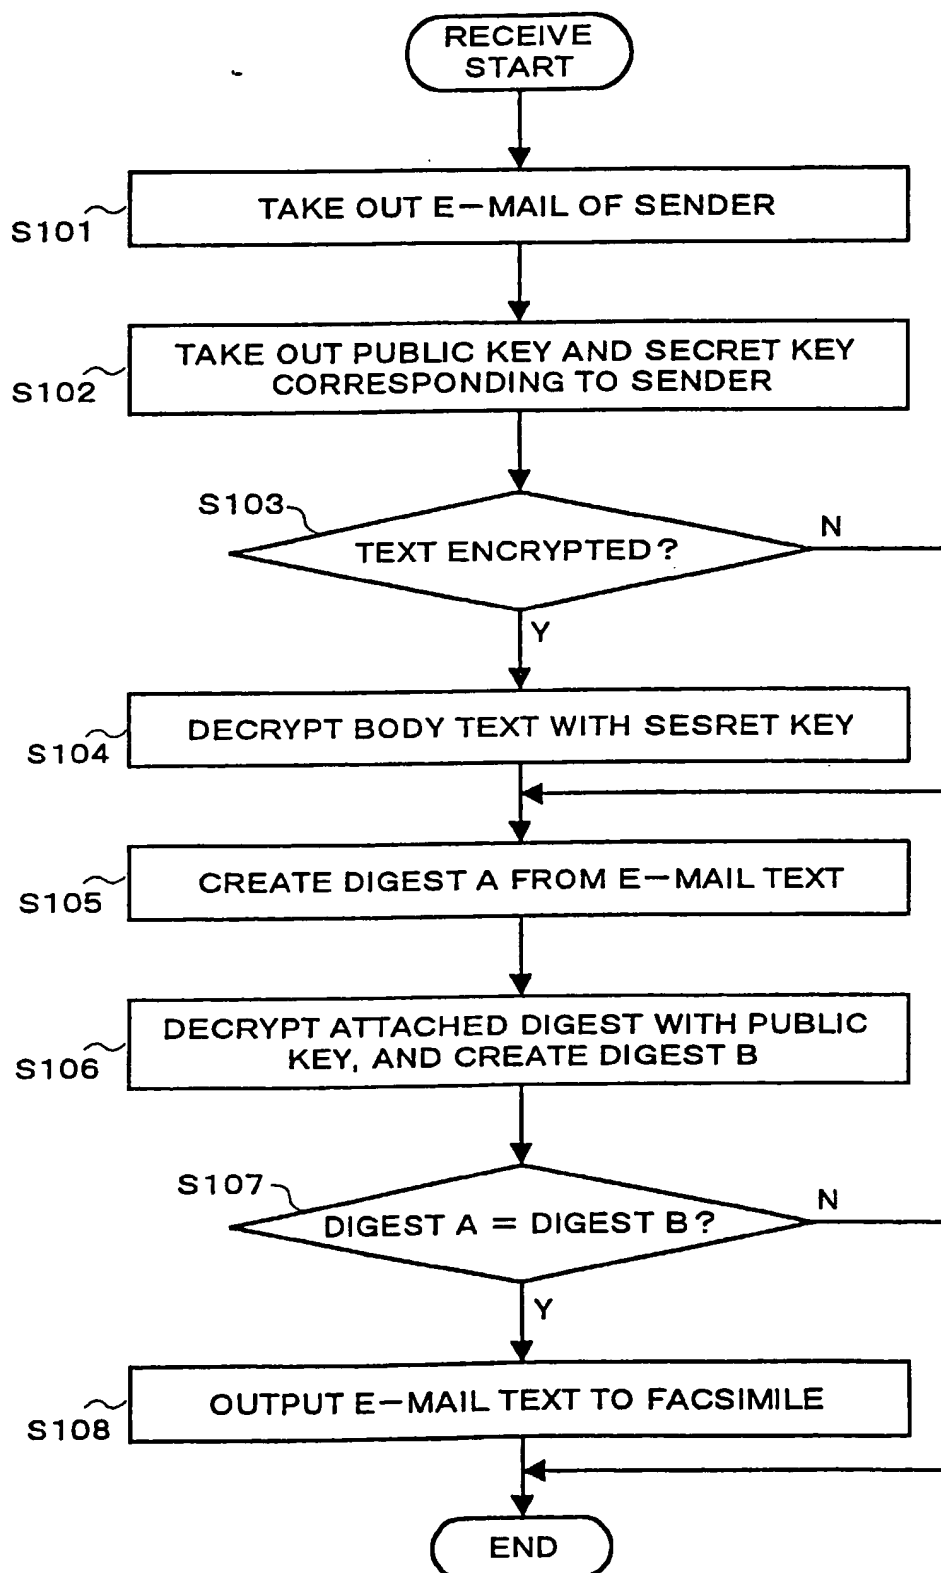 RECEIVE
START
S101
TAKE OUT E-MAIL OF SENDER
S102
TAKE OUT PUBLIC KEY AND SECRET KEY
CORRESPONDING TO SENDER
S103
TEXT ENCRYPTED?
N
Y
S104
DECRYPT BODY TEXT WITH SESRET KEY
S105
CREATE DIGEST A FROM E-MAIL TEXT
S106
DECRYPT ATTACHED DIGEST WITH PUBLIC
KEY, AND CREATE DIGEST B
S107
DIGEST A = DIGEST B?
N
Y
S108
OUTPUT E-MAIL TEXT TO FACSIMILE
END